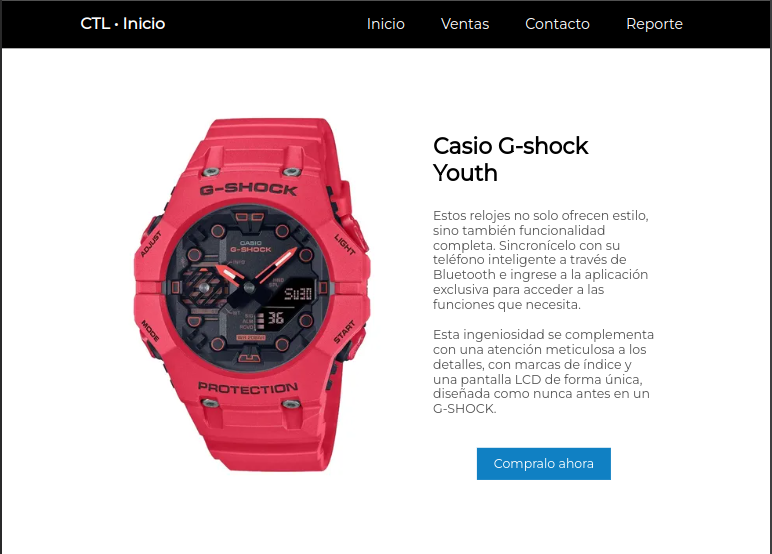 CTL • Inicio
Inicio
Ventas
Contacto
Reporte
G-SHOCK
ADJUST
LIGHT
CASIO
G-SHOCK
Su30
36
MODE
START
PROTECTION
Casio G-shock
Youth
Estos relojes no solo ofrecen estilo,
sino también funcionalidad
completa. Sincronícelo con su
teléfono inteligente a través de
Bluetooth e ingrese a la aplicación
exclusiva para acceder a las
funciones que necesita.
Esta ingeniosidad se complementa
con una atención meticulosa a los
detalles, con marcas de índice y
una pantalla LCD de forma única,
diseñada como nunca antes en un
G-SHOCK.
Compralo ahora